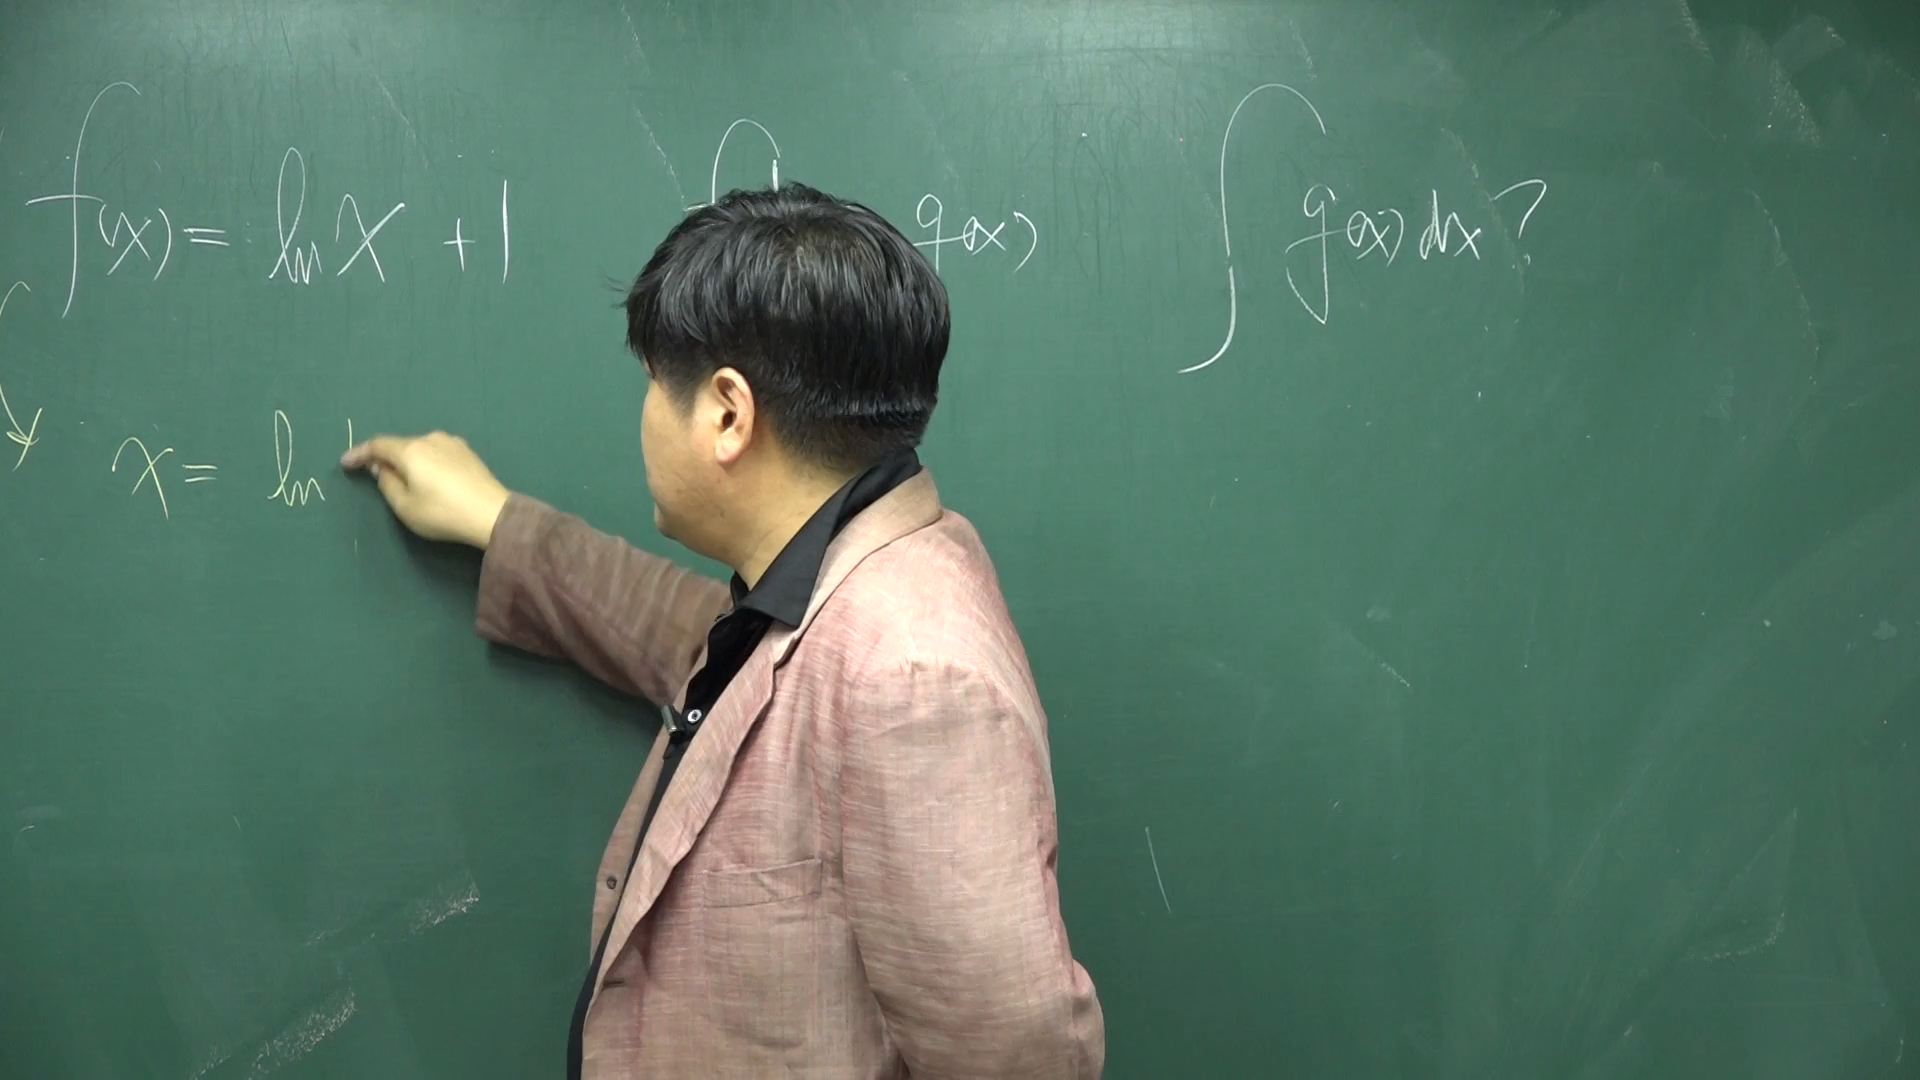 f(x) = ln x + 1 g(x) ∫ g(x) dx ?
x = ln